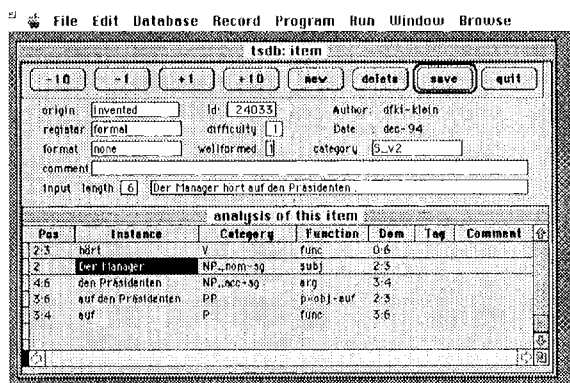 File Edit Database Record Program Run Window Browse
tsdb: item
-10 -1 +1 +10 new delete save quit
origin invented Id: 24033 Author: dfki-klein
register formal difficulty 1 Date : dec-94
format none wellformed 1 category S_v2
comment
input length 6 Der Manager hört auf den Präsidenten .
analysis of this item
Pos Instance Category Function Dom Tag Comment
2:3 hört V func 0:6
2 Der Manager NP_nom-sg subj 2:3
4:6 den Präsidenten NP_acc-sg arg 3:4
3:6 auf den Präsidenten PP p-obj-auf 2:3
3:4 auf P func 3:6